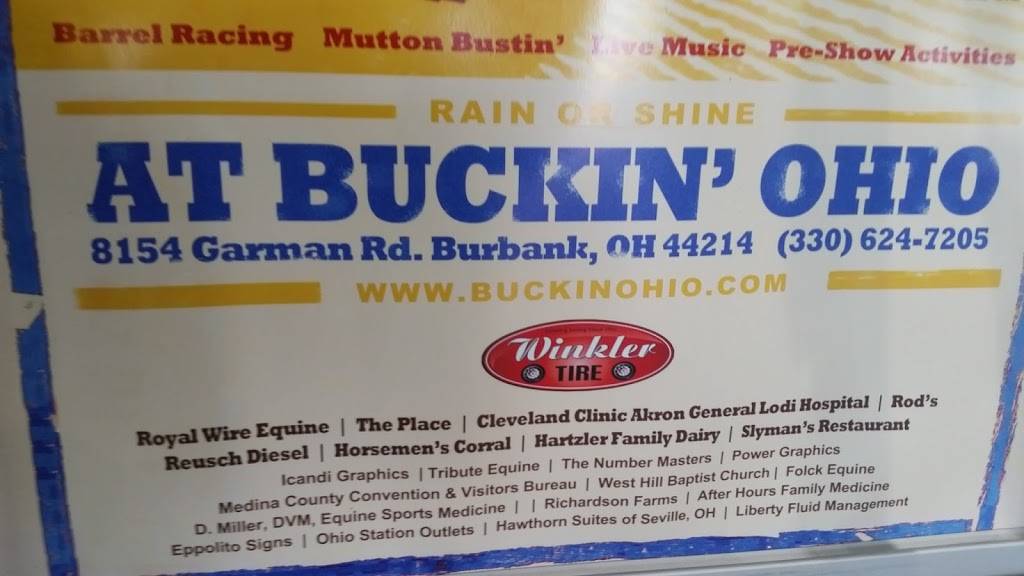 Barrel Racing Mutton Bustin' Live Music Pre-Show Activities
RAIN OR SHINE
AT BUCKIN' OHIO
8154 Garman Rd. Burbank, OH 44214 (330) 624-7205
WWW.BUCKINOHIO.COM
Winkler
TIRE
Royal Wire Equine | The Place | Cleveland Clinic Akron General Lodi Hospital | Rod's
Reusch Diesel | Horsemen's Corral | Hartzler Family Dairy | Slyman's Restaurant
Icandi Graphics | Tribute Equine | The Number Masters | Power Graphics
Medina County Convention & Visitors Bureau | West Hill Baptist Church | Folck Equine
D. Miller, DVM, Equine Sports Medicine | | Richardson Farms | After Hours Family Medicine
Eppolito Signs | Ohio Station Outlets | Hawthorn Suites of Seville, OH | Liberty Fluid Management